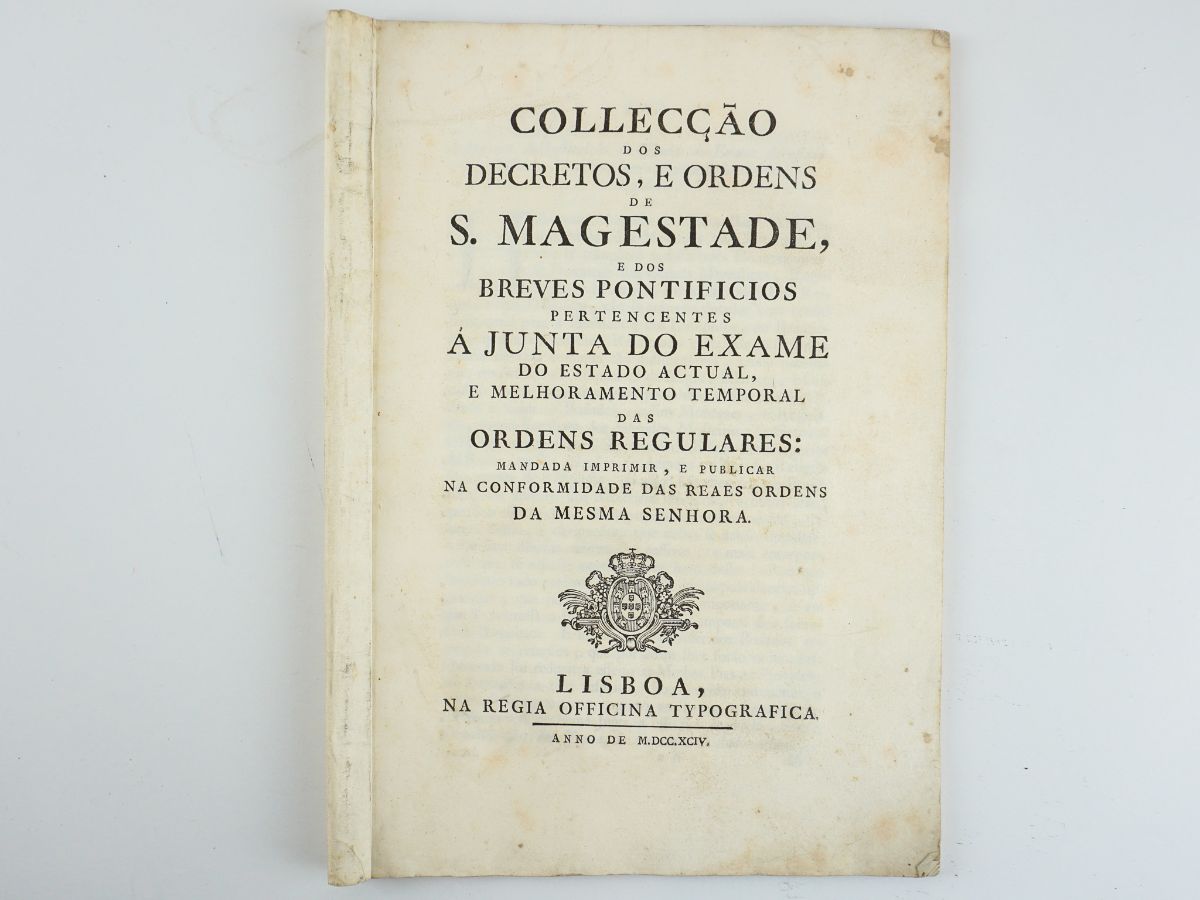 COLLECÇÃO
DOS
DECRETOS, E ORDENS
DE
S. MAGESTADE,
E DOS
BREVES PONTIFICIOS
PERTENCENTES
Á JUNTA DO EXAME
DO ESTADO ACTUAL,
E MELHORAMENTO TEMPORAL
DAS
ORDENS REGULARES:
MANDADA IMPRIMIR, E PUBLICAR
NA CONFORMIDADE DAS REAES ORDENS
DA MESMA SENHORA.
LISBOA,
NA REGIA OFFICINA TYPOGRAFICA.
ANNO DE M.DCC.XCIV.